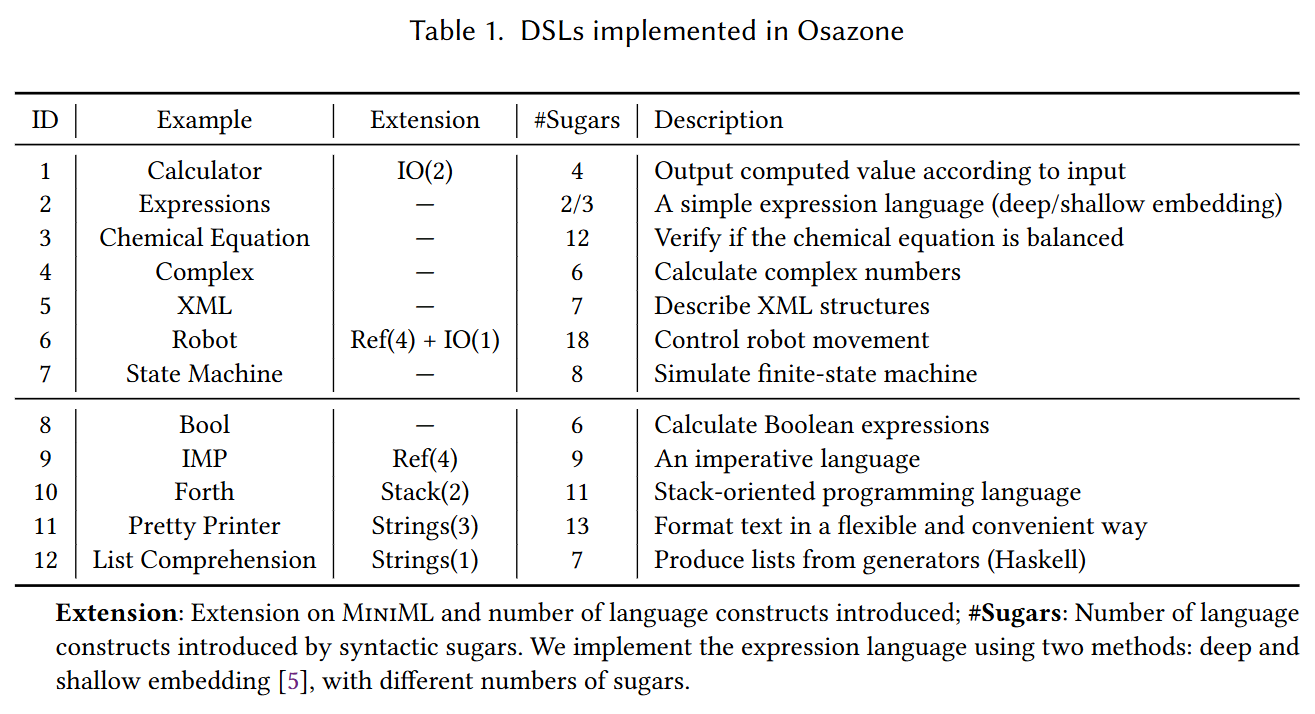 Table 1. DSLs implemented in Osazone
ID Example Extension #Sugars Description
1 Calculator IO(2) 4 Output computed value according to input
2 Expressions — 2/3 A simple expression language (deep/shallow embedding)
3 Chemical Equation — 12 Verify if the chemical equation is balanced
4 Complex — 6 Calculate complex numbers
5 XML — 7 Describe XML structures
6 Robot Ref(4) + IO(1) 18 Control robot movement
7 State Machine — 8 Simulate finite-state machine
8 Bool — 6 Calculate Boolean expressions
9 IMP Ref(4) 9 An imperative language
10 Forth Stack(2) 11 Stack-oriented programming language
11 Pretty Printer Strings(3) 13 Format text in a flexible and convenient way
12 List Comprehension Strings(1) 7 Produce lists from generators (Haskell)
Extension: Extension on MiniML and number of language constructs introduced; #Sugars: Number of language
constructs introduced by syntactic sugars. We implement the expression language using two methods: deep and
shallow embedding [5], with different numbers of sugars.